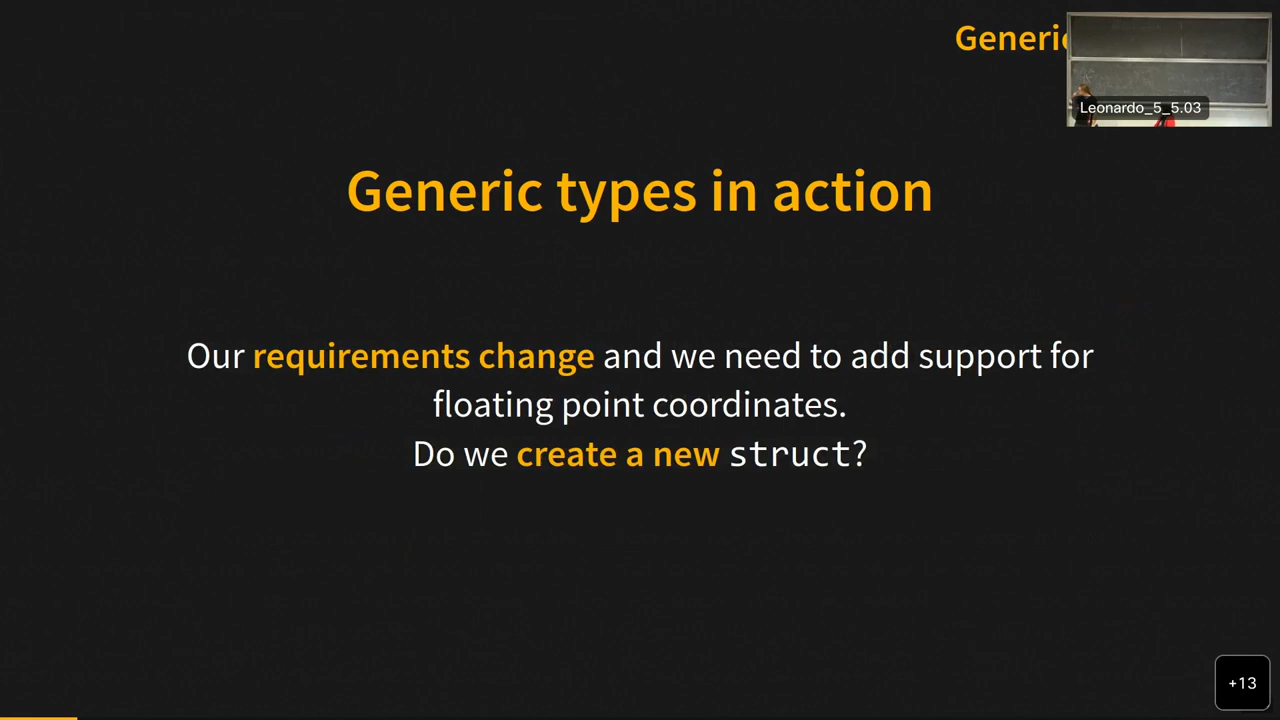 Generic
Leonardo_5_5.03
Generic types in action
Our requirements change and we need to add support for
floating point coordinates.
Do we create a new struct?
+13